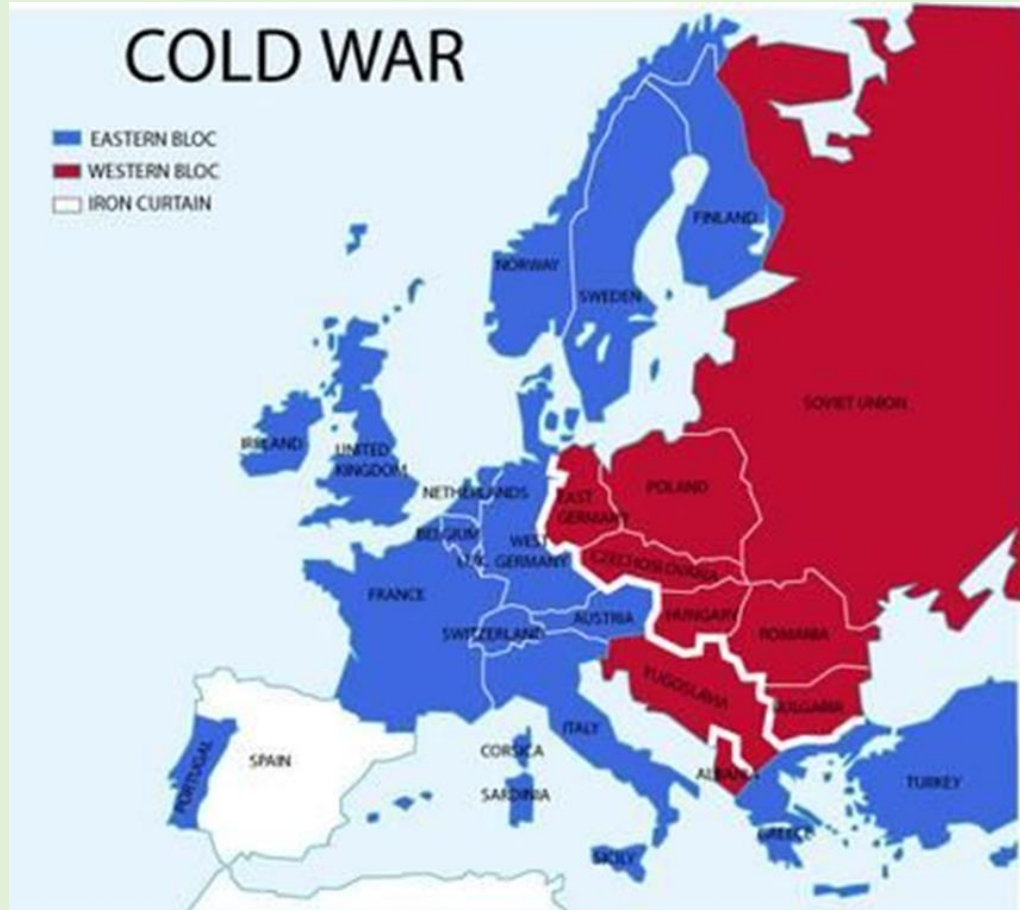 COLD WAR
EASTERN BLOC
WESTERN BLOC
IRON CURTAIN
FINLAND
NORWAY
SWEDEN
SOVIET UNION
IRELAND
UNITED
KINGDOM
NETHERLANDS
POLAND
EAST
GERMANY
BELGIUM
WEST
GERMANY
CZECHOSLOVAKIA
FRANCE
AUSTRIA
HUNGARY
SWITZERLAND
ROMANIA
YUGOSLAVIA
BULGARIA
ITALY
CORSICA
SPAIN
PORTUGAL
ALBANIA
TURKEY
SARDINIA
GREECE
SICILY